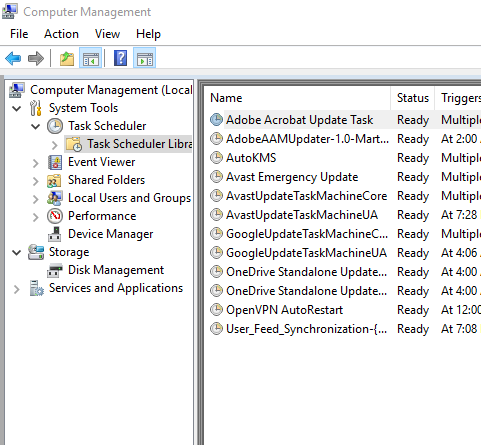 Computer Management
File Action View Help
Computer Management (Local
System Tools
Task Scheduler
Task Scheduler Libra
Event Viewer
Shared Folders
Local Users and Groups
Performance
Device Manager
Storage
Disk Management
Services and Applications
Name Status Triggers
Adobe Acrobat Update Task Ready Multiple
AdobeAAMUpdater-1.0-Mart... Ready At 2:00 A
AutoKMS Ready Multiple
Avast Emergency Update Ready Multiple
AvastUpdateTaskMachineCore Ready Multiple
AvastUpdateTaskMachineUA Ready At 7:28
GoogleUpdateTaskMachineC... Ready Multiple
GoogleUpdateTaskMachineUA Ready At 4:06
OneDrive Standalone Update... Ready At 4:00 A
OneDrive Standalone Update... Ready At 4:00 A
OpenVPN AutoRestart Ready At 12:00
User_Feed_Synchronization-{... Ready At 7:08